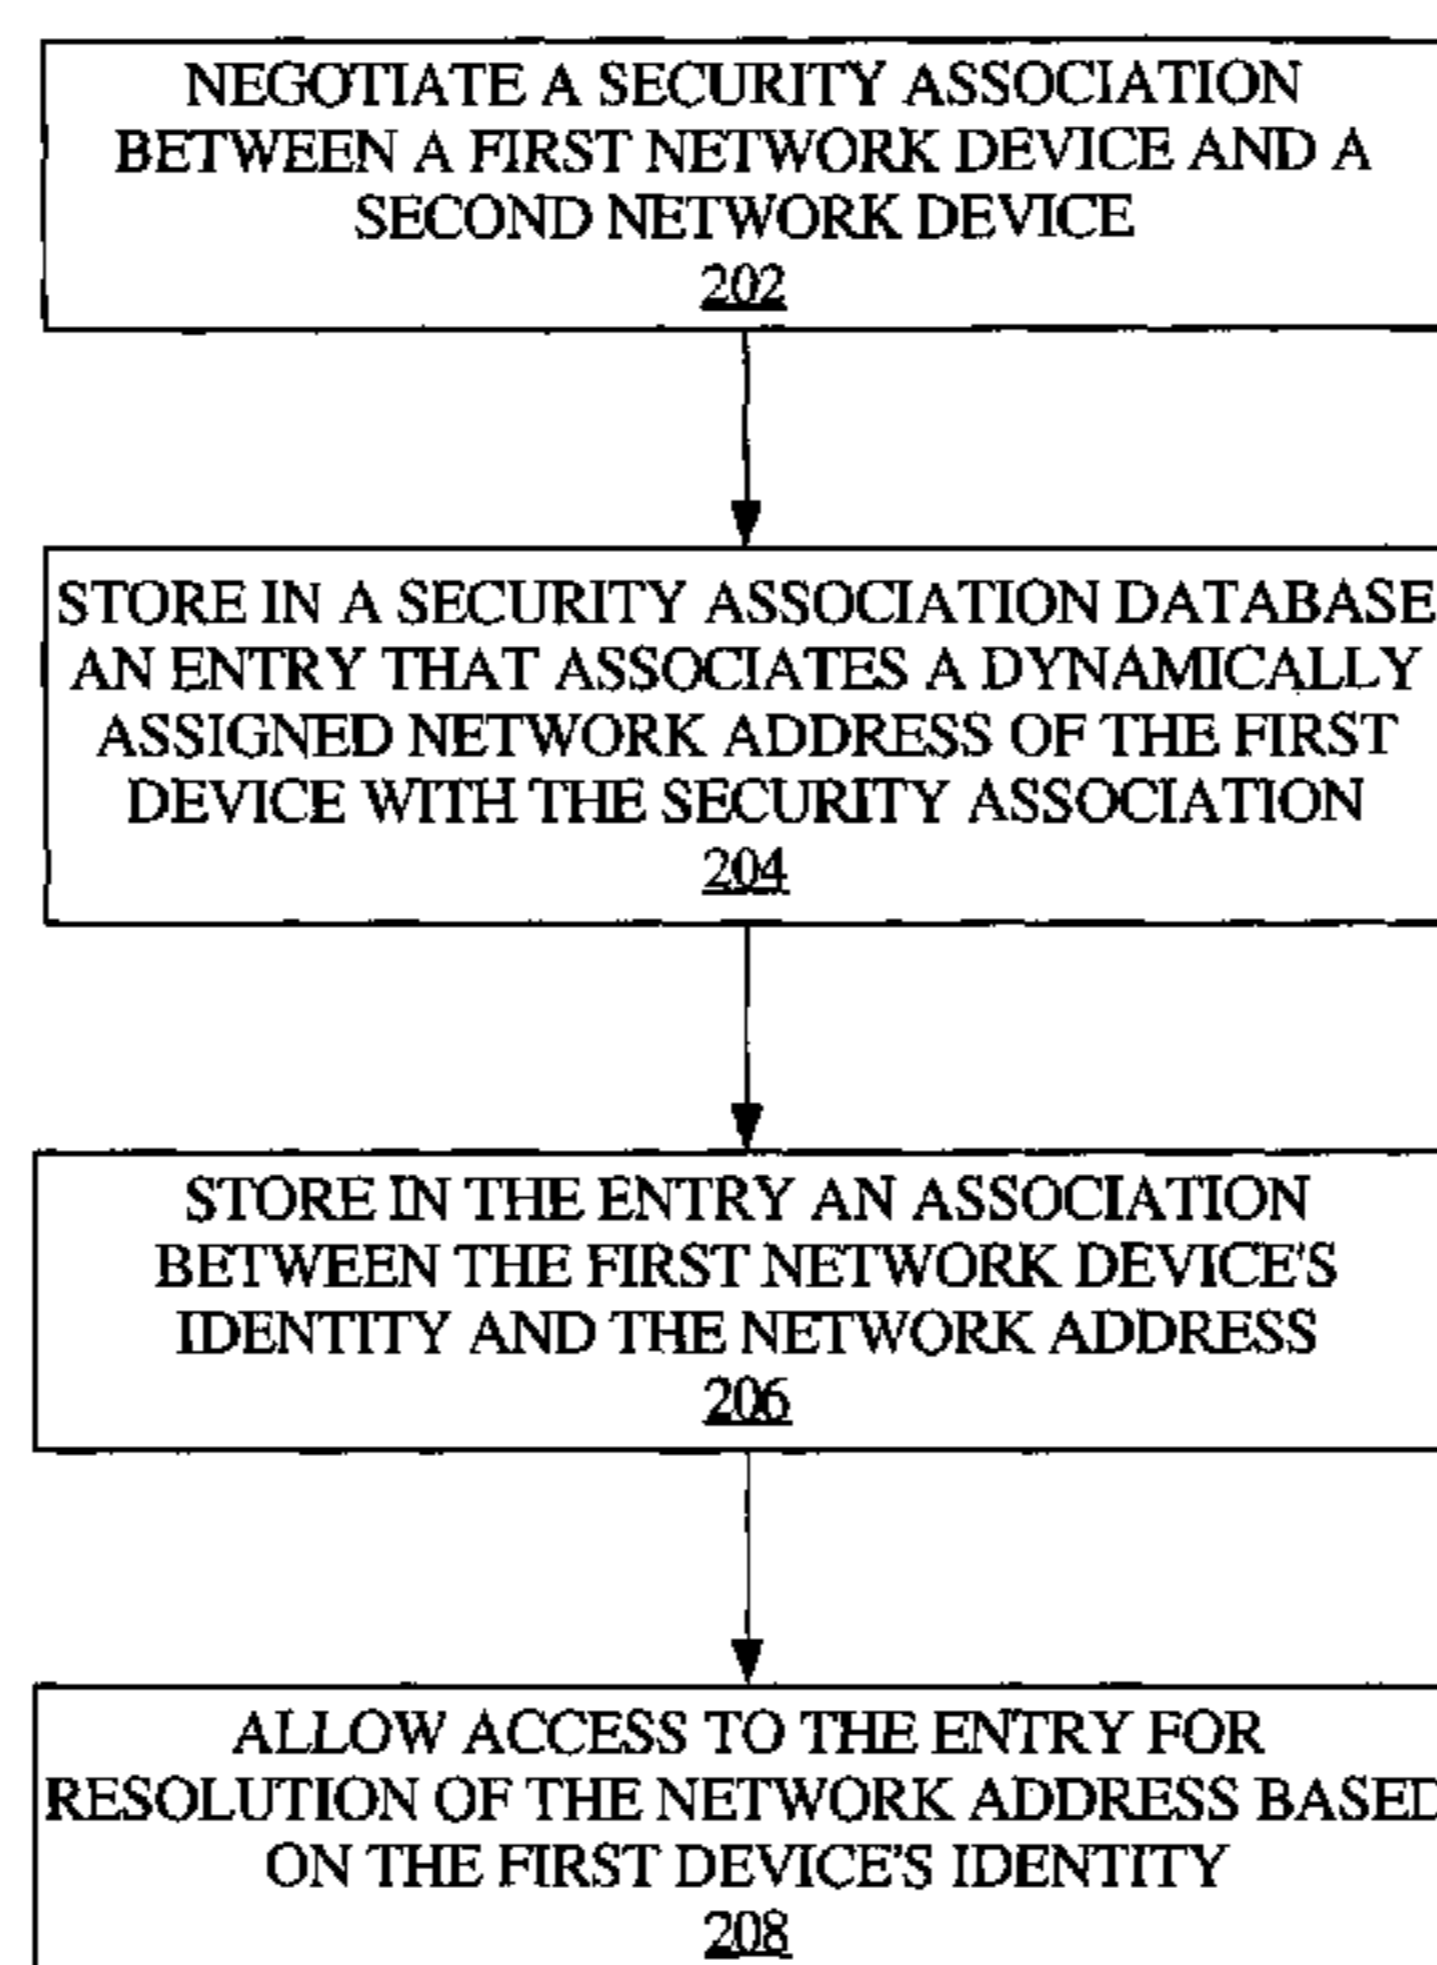 NEGOTIATE A SECURITY ASSOCIATION
BETWEEN A FIRST NETWORK DEVICE AND A
SECOND NETWORK DEVICE
202
STORE IN A SECURITY ASSOCIATION DATABASE
AN ENTRY THAT ASSOCIATES A DYNAMICALLY
ASSIGNED NETWORK ADDRESS OF THE FIRST
DEVICE WITH THE SECURITY ASSOCIATION
204
STORE IN THE ENTRY AN ASSOCIATION
BETWEEN THE FIRST NETWORK DEVICE'S
IDENTITY AND THE NETWORK ADDRESS
206
ALLOW ACCESS TO THE ENTRY FOR
RESOLUTION OF THE NETWORK ADDRESS BASED
ON THE FIRST DEVICE'S IDENTITY
208